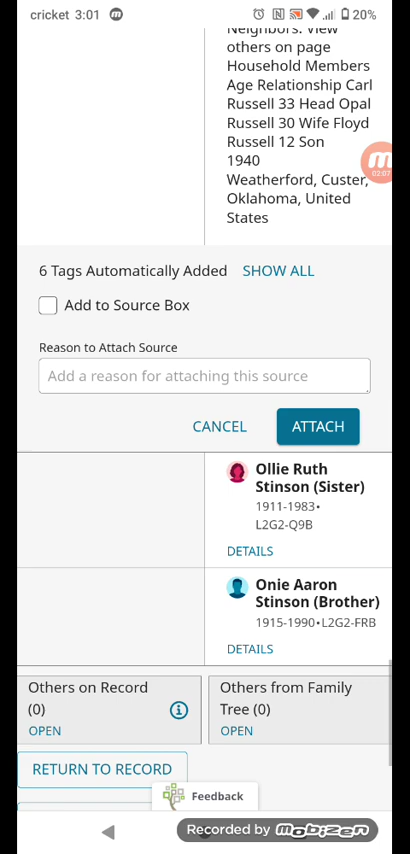 cricket 3:01
20%
Neighbors: View
others on page
Household Members
Age Relationship Carl
Russell 33 Head Opal
Russell 30 Wife Floyd
Russell 12 Son
1940
Weatherford, Custer,
Oklahoma, United
States
02:07
6 Tags Automatically Added SHOW ALL
Add to Source Box
Reason to Attach Source
Add a reason for attaching this source
CANCEL ATTACH
Ollie Ruth
Stinson (Sister)
1911-1983•
L2G2-Q9B
DETAILS
Onie Aaron
Stinson (Brother)
1915-1990•L2G2-FRB
DETAILS
Others on Record
(0)
OPEN
Others from Family
Tree (0)
OPEN
RETURN TO RECORD
Feedback
Recorded by mobizen